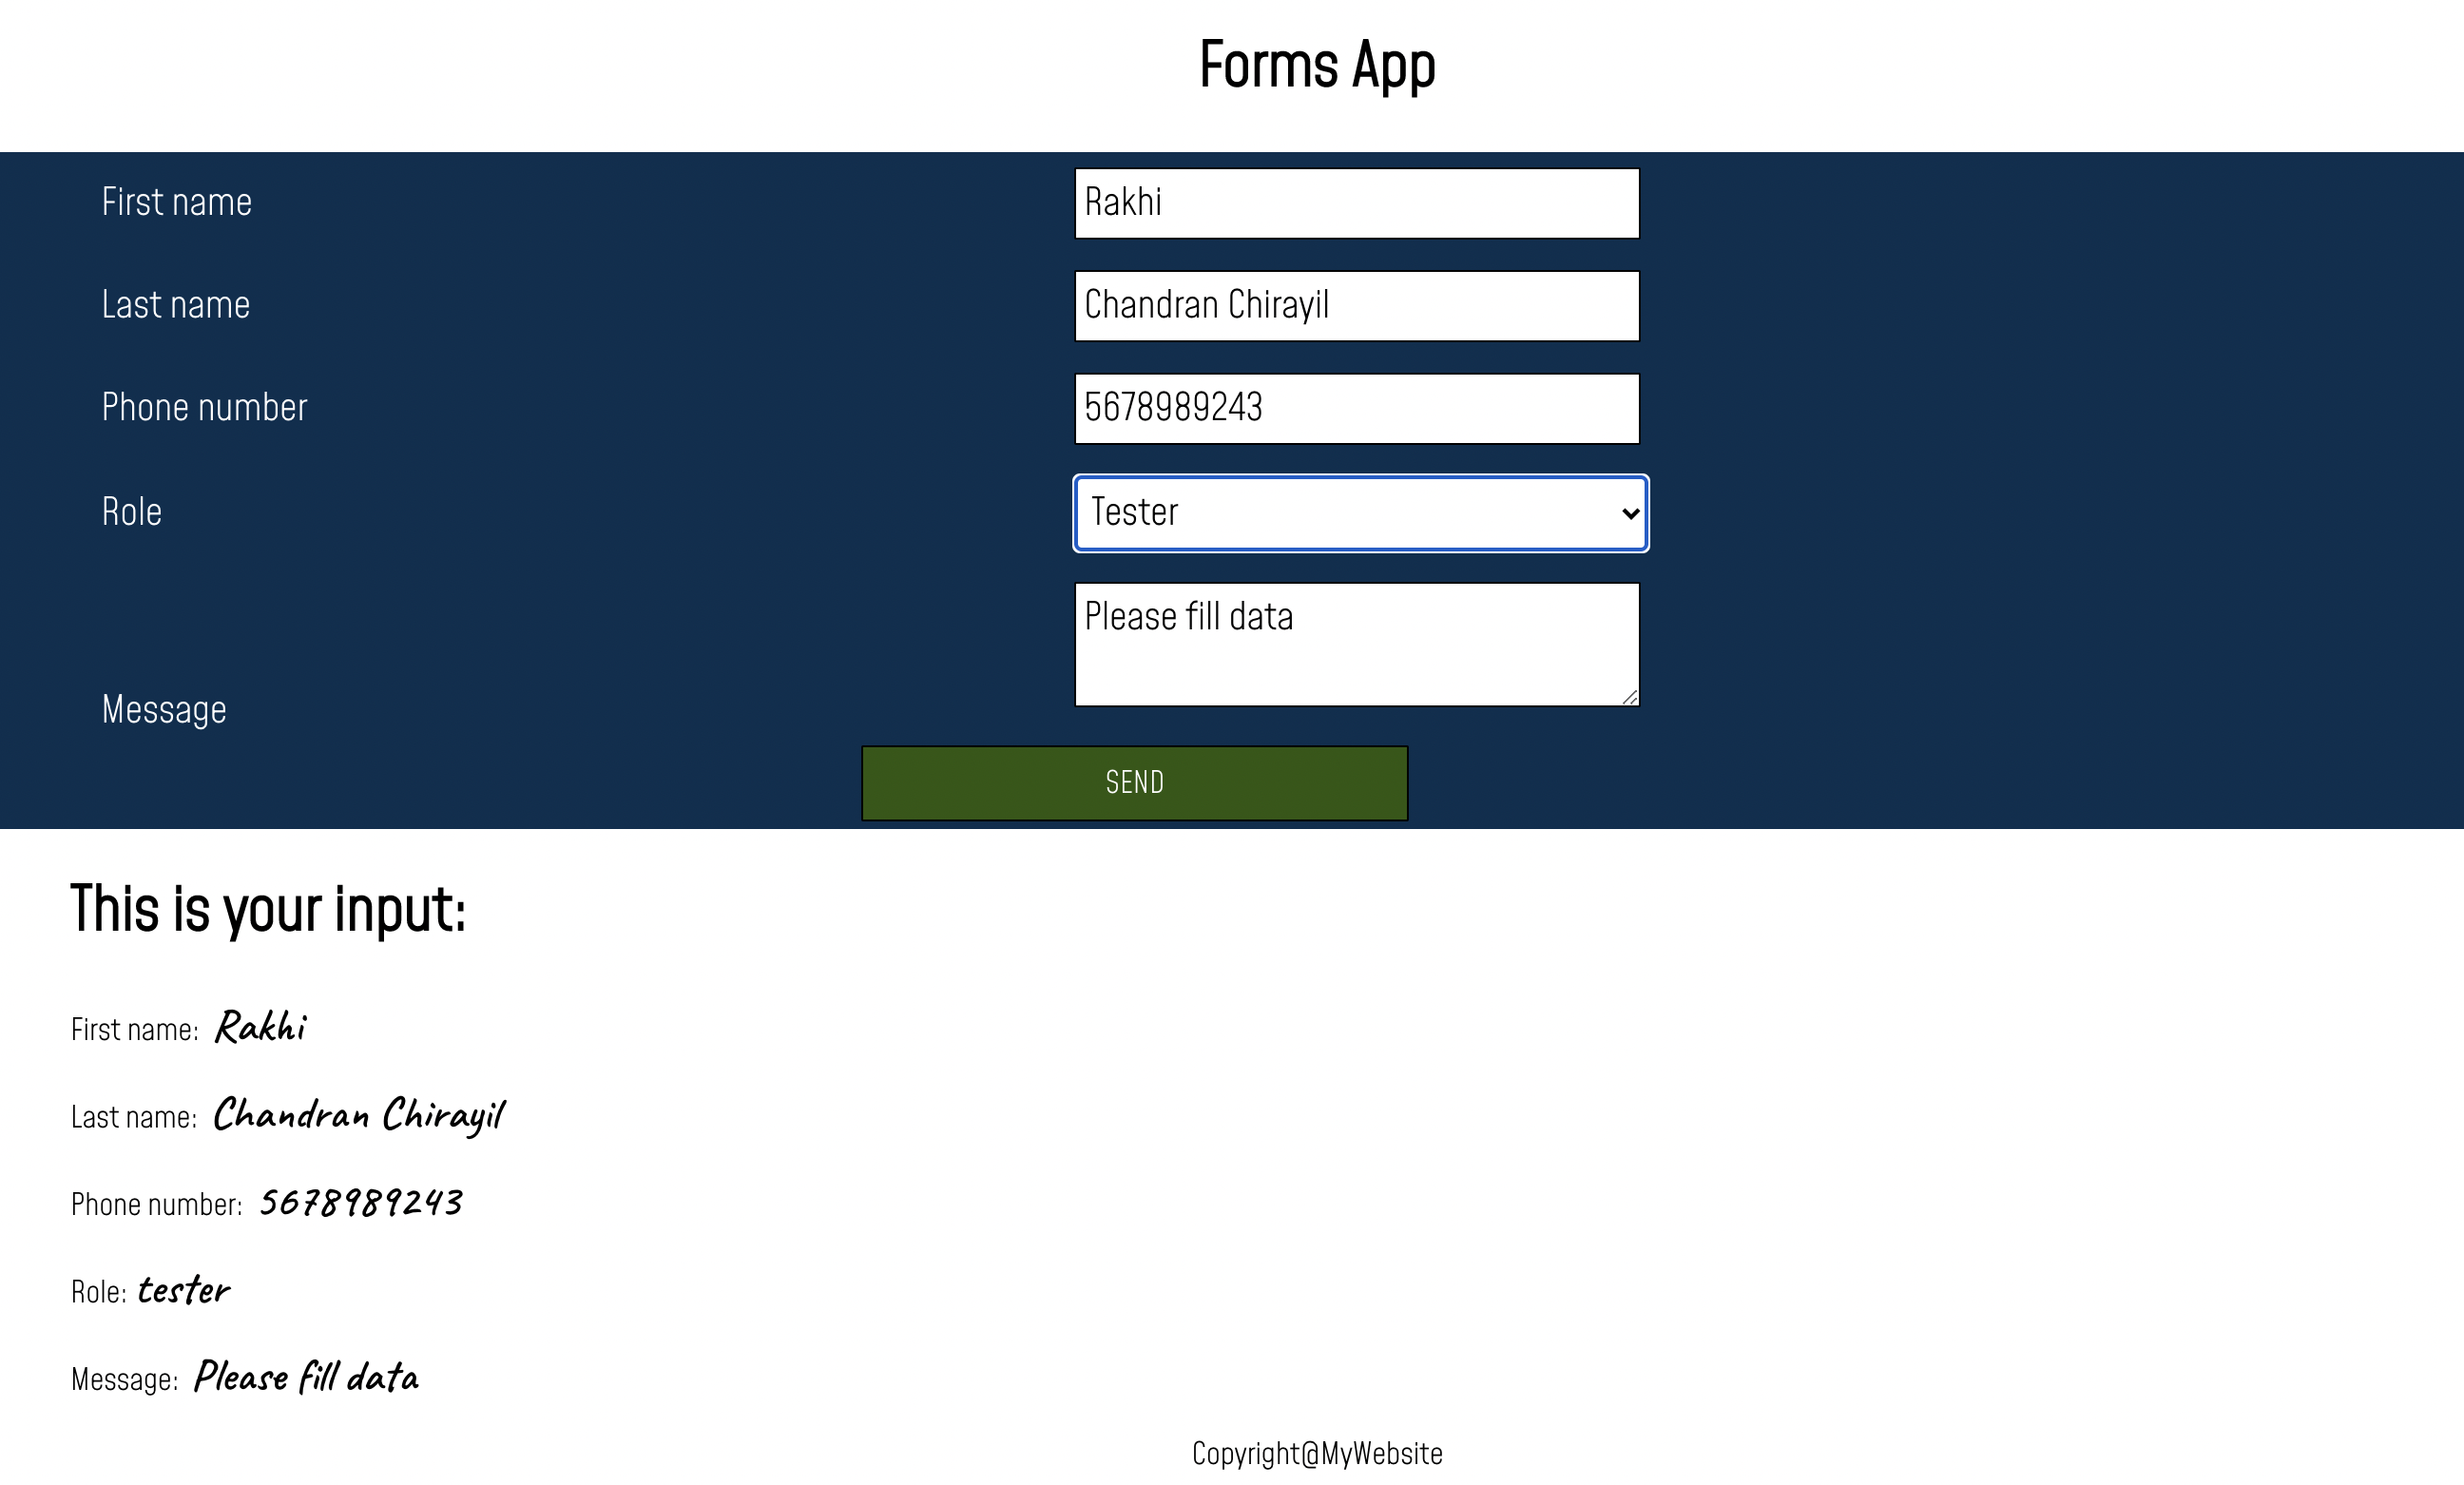 Forms App
First name
Rakhi
Last name
Chandran Chirayil
Phone number
5678989243
Role
Tester
Please fill data
Message
SEND
This is your input:
First name: Rakhi
Last name: Chandran Chirayil
Phone number: 5678989243
Role: tester
Message: Please fill data
Copyright@MyWebsite